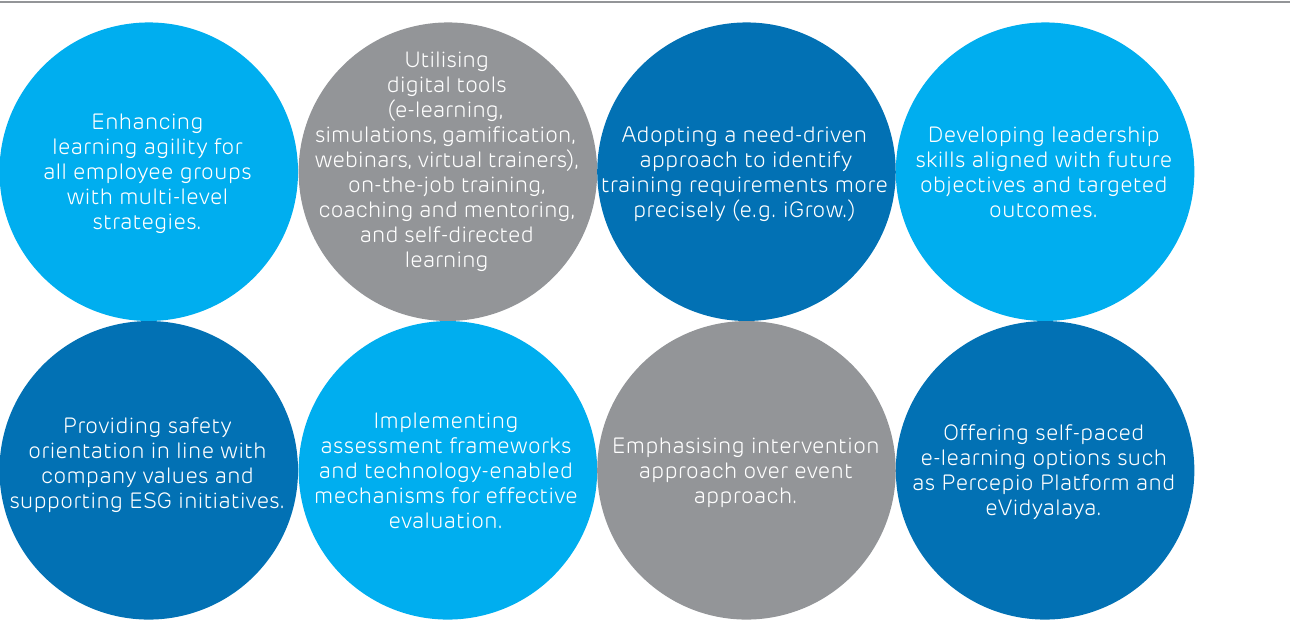 Enhancing
learning agility for
all employee groups
with multi-level
strategies.
Utilising
digital tools
(e-learning,
simulations, gamification,
webinars, virtual trainers),
on-the-job training,
coaching and mentoring,
and self-directed
learning
Adopting a need-driven
approach to identify
training requirements more
precisely (e.g. iGrow.)
Developing leadership
skills aligned with future
objectives and targeted
outcomes.
Providing safety
orientation in line with
company values and
supporting ESG initiatives.
Implementing
assessment frameworks
and technology-enabled
mechanisms for effective
evaluation.
Emphasising intervention
approach over event
approach.
Offering self-paced
e-learning options such
as Percepio Platform and
eVidyalaya.